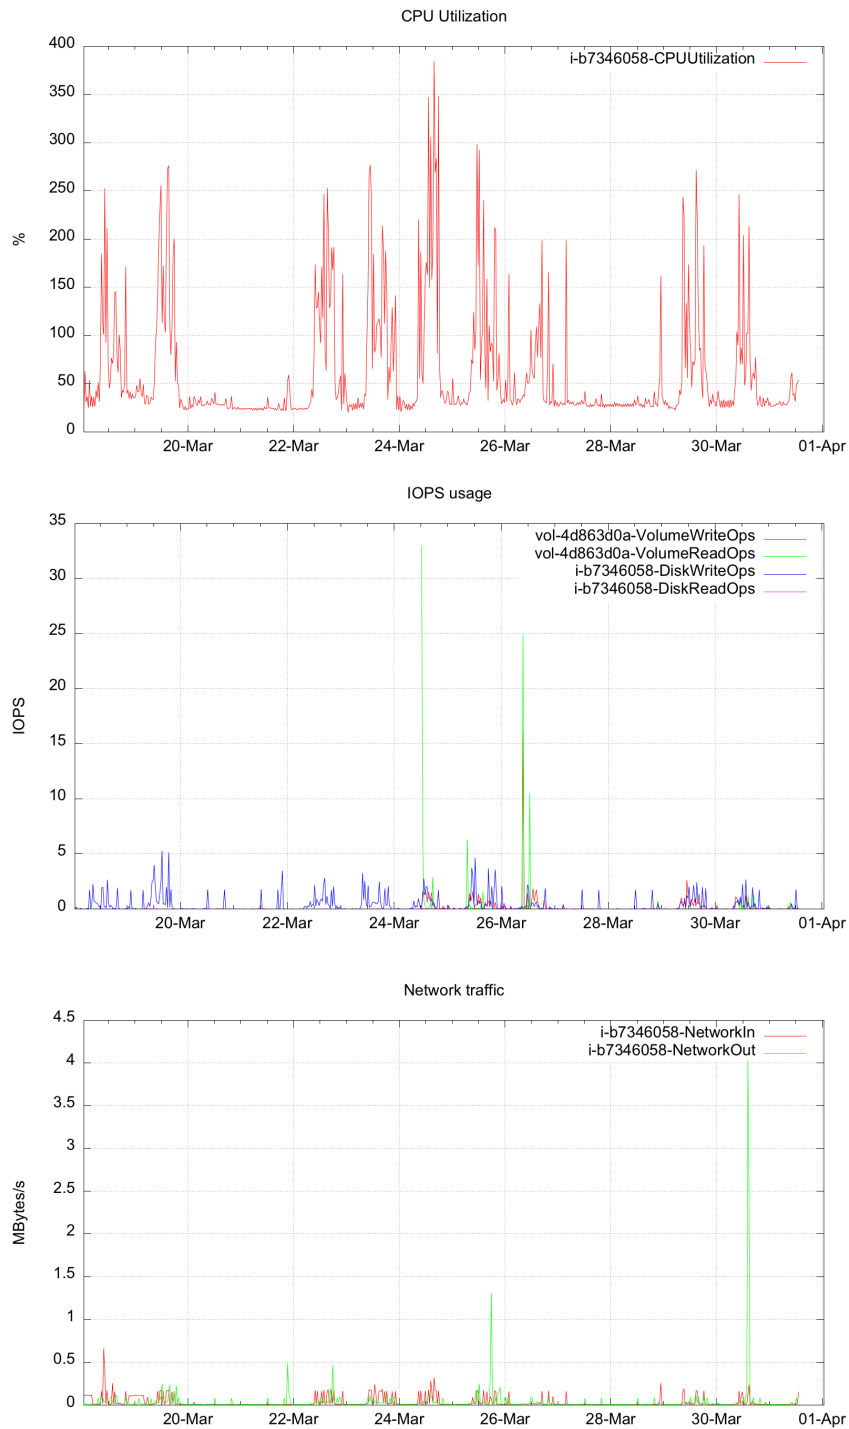 CPU Utilization
400
i-b7346058-CPUUtilization
350
300
250
%
200
150
100
50
0
20-Mar 22-Mar 24-Mar 26-Mar 28-Mar 30-Mar 01-Apr
IOPS usage
35
vol-4d863d0a-VolumeWriteOps
vol-4d863d0a-VolumeReadOps
i-b7346058-DiskWriteOps
30
i-b7346058-DiskReadOps
25
20
IOPS
15
10
5
0
20-Mar 22-Mar 24-Mar 26-Mar 28-Mar 30-Mar 01-Apr
Network traffic
4.5
i-b7346058-NetworkIn
i-b7346058-NetworkOut
4
3.5
3
2.5
MBytes/s
2
1.5
1
0.5
0
20-Mar 22-Mar 24-Mar 26-Mar 28-Mar 30-Mar 01-Apr